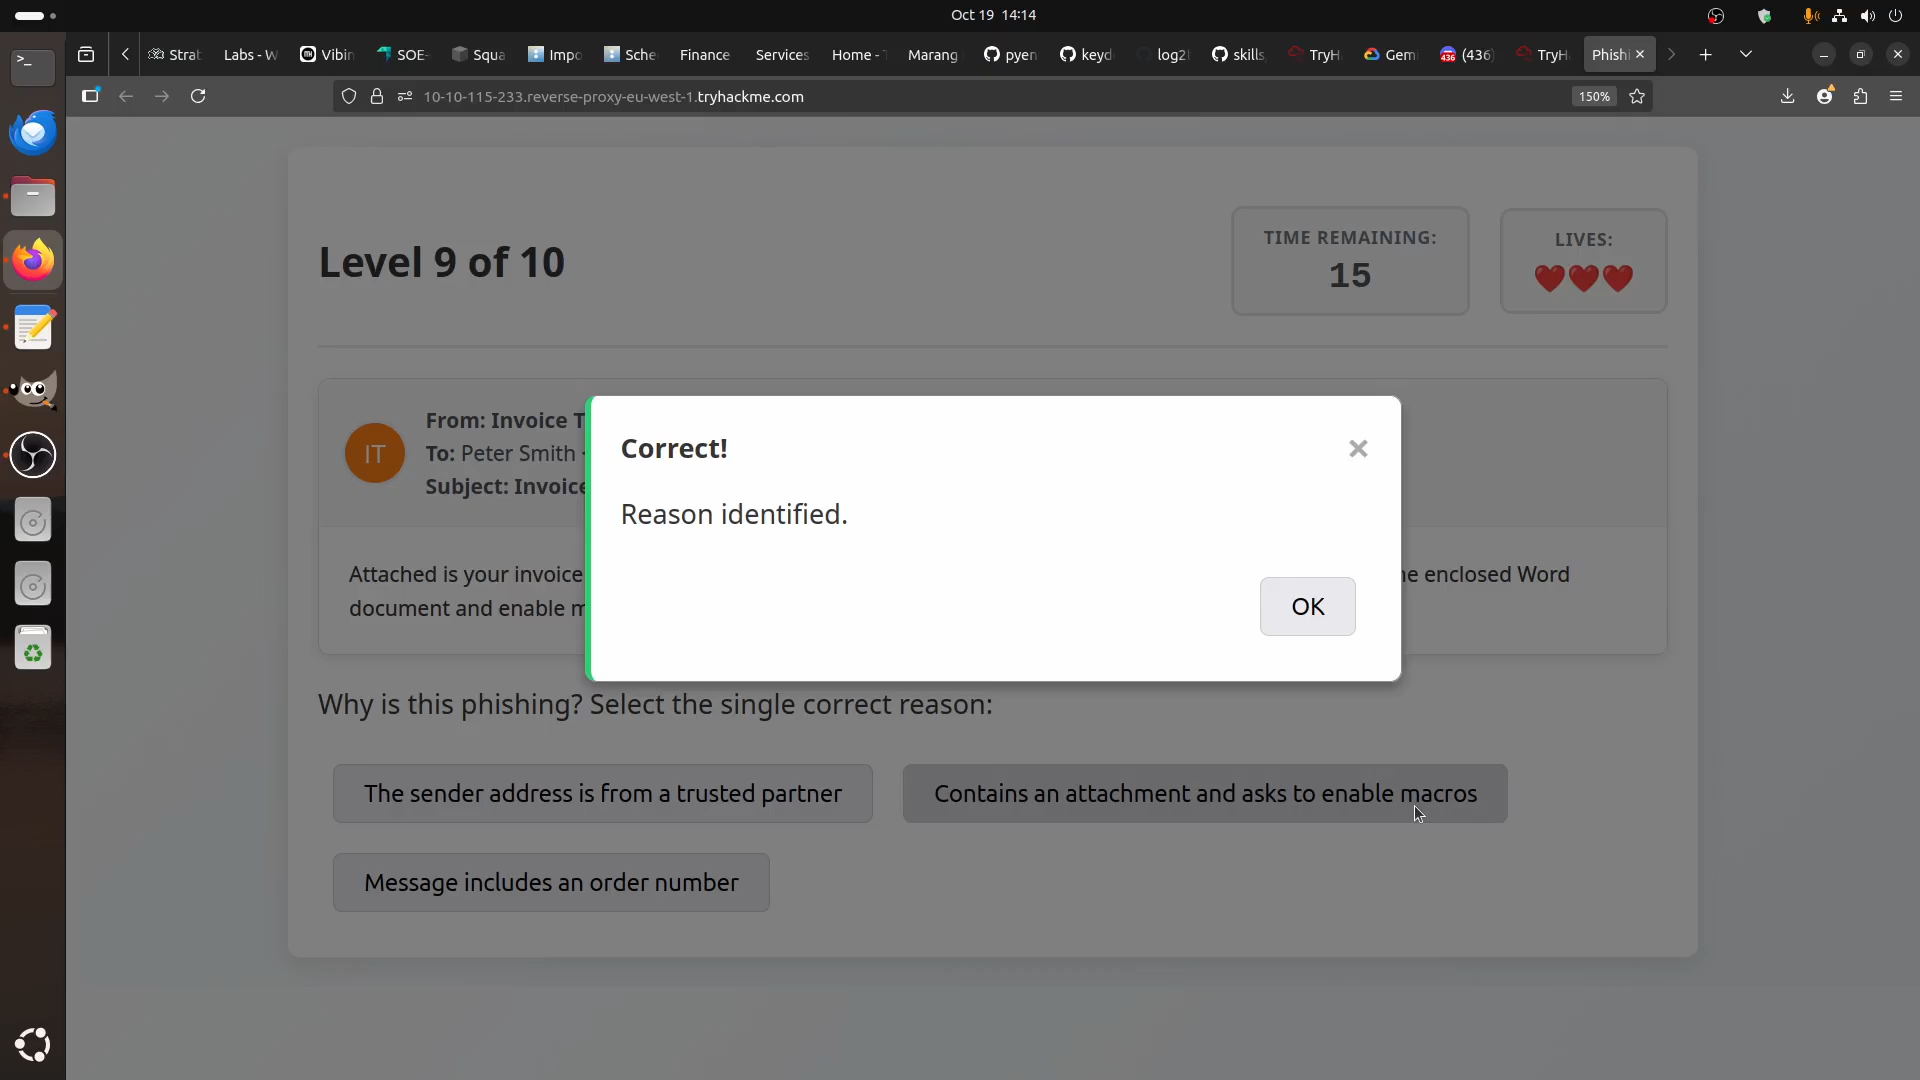 Oct 19 14:14
Strat
Labs - W
Vibin
SOE-
Squa
Impo
Sche
Finance
Services
Home -
Marang
pyen
keyd
log2
skills
TryH
Gemi
(436)
TryH
Phishi
10-10-115-233.reverse-proxy-eu-west-1.tryhackme.com
150%
Level 9 of 10
TIME REMAINING:
15
LIVES:
IT
From: Invoice T
To: Peter Smith
Subject: Invoice
Attached is your invoice
he enclosed Word
document and enable m
Correct!
Reason identified.
OK
Why is this phishing? Select the single correct reason:
The sender address is from a trusted partner
Contains an attachment and asks to enable macros
Message includes an order number